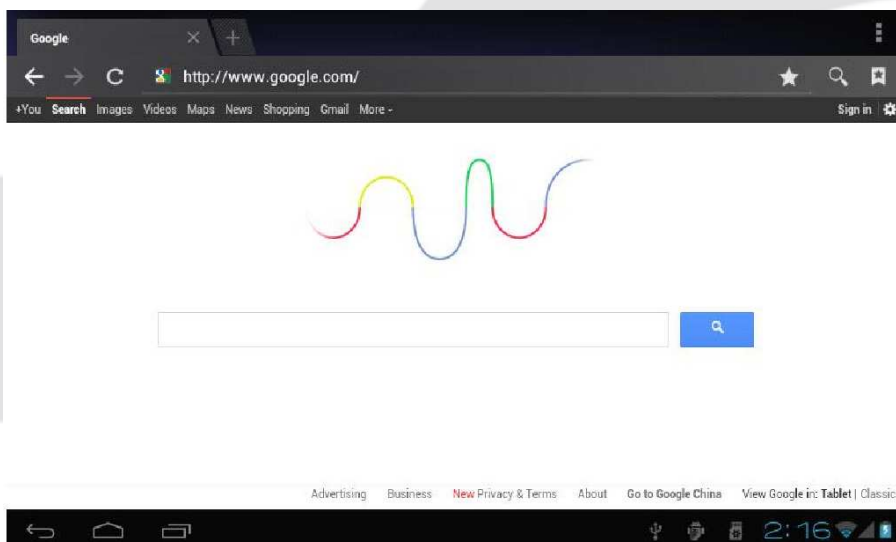 Google
http://www.google.com/
+You Search Images Videos Maps News Shopping Gmail More
Sign in
Advertising Business New Privacy & Terms About Go to Google China View Google in: Tablet | Classic
2:16